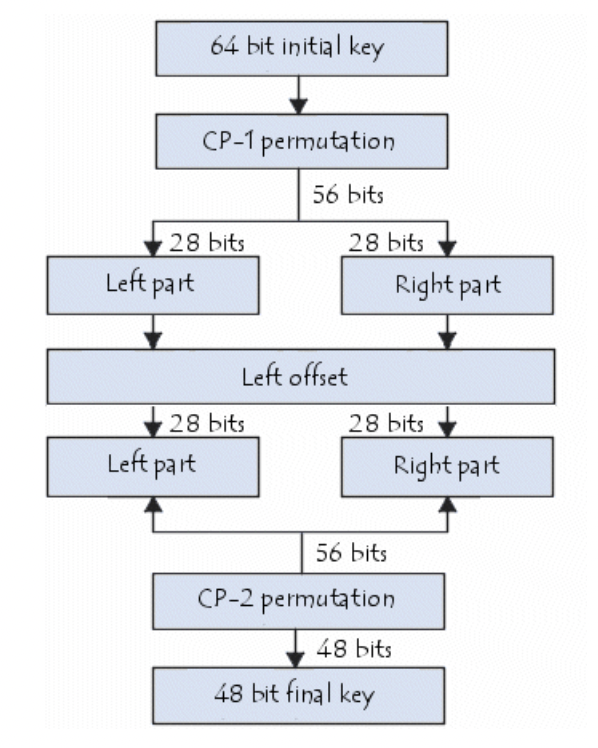 64 bit initial key
CP-1 permutation
56 bits
28 bits
28 bits
Left part
Right part
Left offset
28 bits
28 bits
Left part
Right part
56 bits
CP-2 permutation
48 bits
48 bit final key